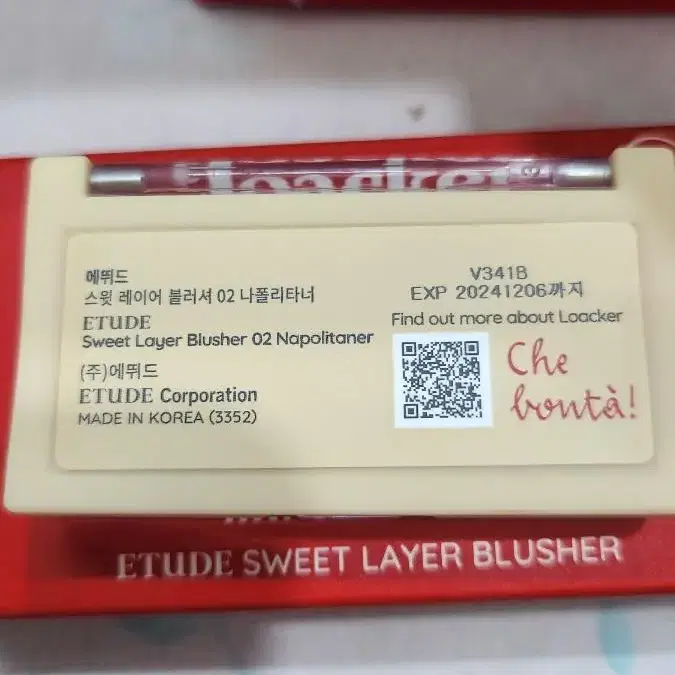 Loacker
에뛰드
스윗 레이어 블러셔 02 나폴리타너
ETUDE
Sweet Layer Blusher 02 Napolitaner
(주)에뛰드
ETUDE Corporation
MADE IN KOREA (3352)
V341B
EXP 20241206까지
Find out more about Loacker
Che
bontà!
ETUDE SWEET LAYER BLUSHER